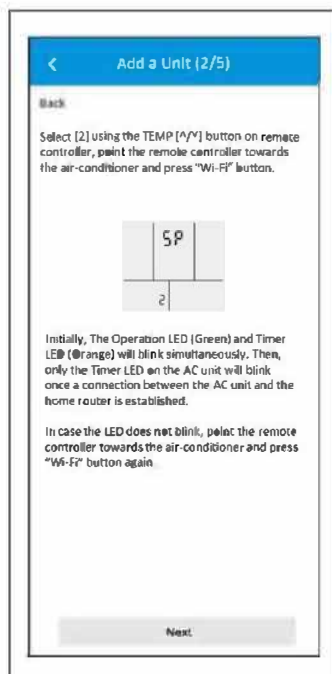 Add a Unit (2/5)
Back
Select [2] using the TEMP [^/˅] button on remote
controller, point the remote controller towards
the air-conditioner and press "Wi-Fi" button.
SP
2
Initially, The Operation LED (Green) and Timer
LED (Orange) will blink simultaneously. Then,
only the Timer LED on the AC unit will blink
once a connection between the AC unit and the
home router is established.
In case the LED does not blink, point the remote
controller towards the air-conditioner and press
"Wi-Fi" button again
Next